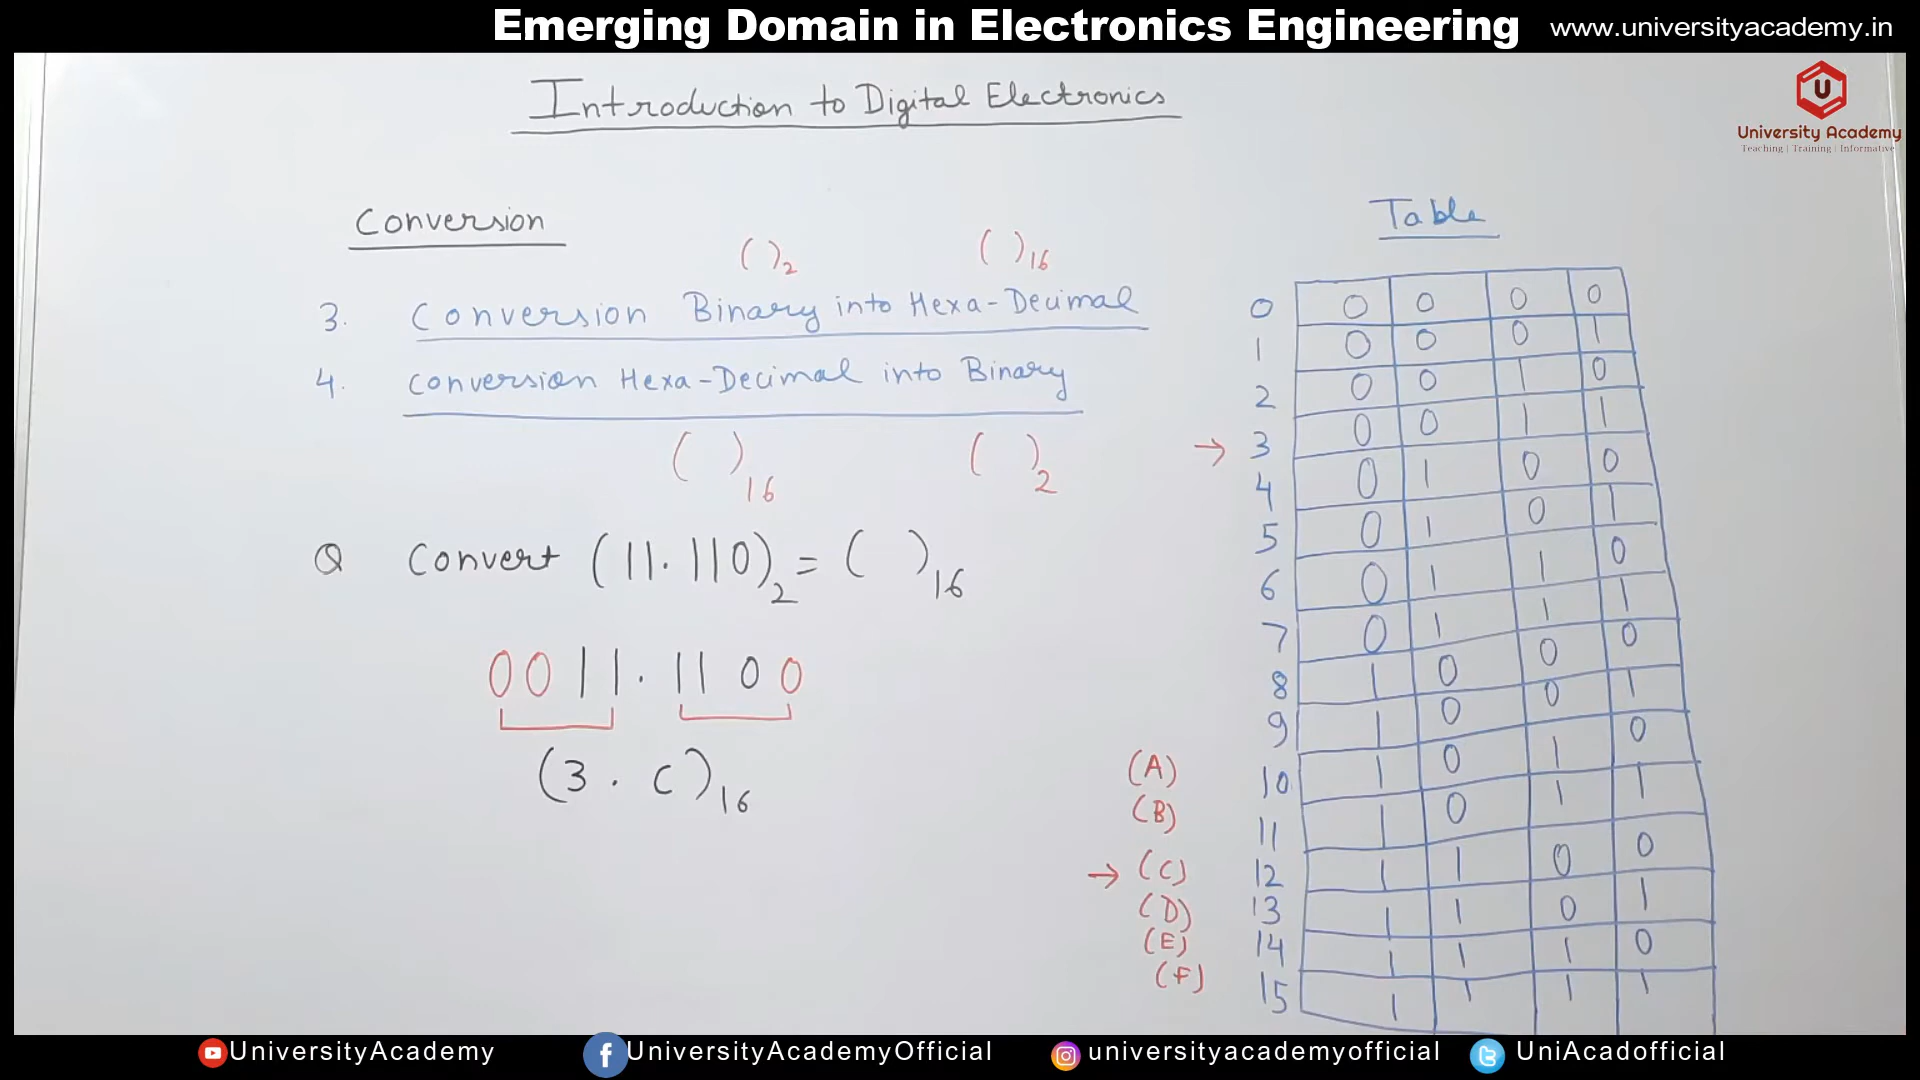 Emerging Domain in Electronics Engineering www.universityacademy.in
Introduction to Digital Electronics
U
University Academy
Teaching | Training | Informative
Conversion
( )2 ( )16
3. Conversion Binary into Hexa-Decimal
4. Conversion Hexa-Decimal into Binary
( )16 ( )2
Q Convert (11.110)2 = ( )16
0011.1100
(3.C)16
Table
0 0 0 0 0
1 0 0 0 1
2 0 0 1 0
→ 3 0 0 1 1
4 0 1 0 0
5 0 1 0 1
6 0 1 1 0
7 0 1 1 1
8 1 0 0 0
9 1 0 0 1
(A) 10 1 0 1 0
(B) 11 1 0 1 1
→ (C) 12 1 1 0 0
(D) 13 1 1 0 1
(E) 14 1 1 1 0
(F) 15 1 1 1 1
UniversityAcademy UniversityAcademyOfficial universityacademyofficial UniAcadofficial